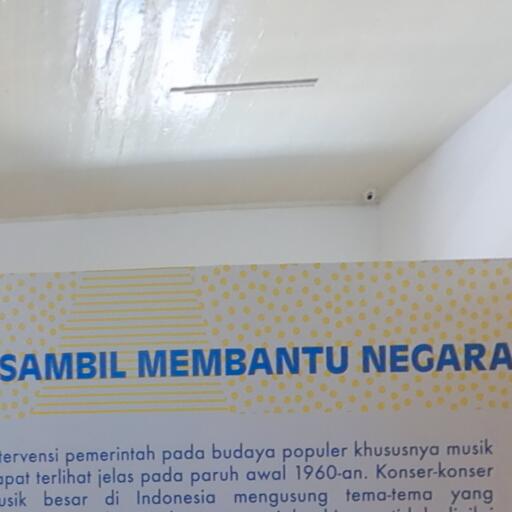 SAMBIL MEMBANTU NEGARA
tervensi pemerintah pada budaya populer khususnya musik
apat terlihat jelas pada paruh awal 1960-an. Konser-konser
usik besar di Indonesia mengusung tema-tema yang